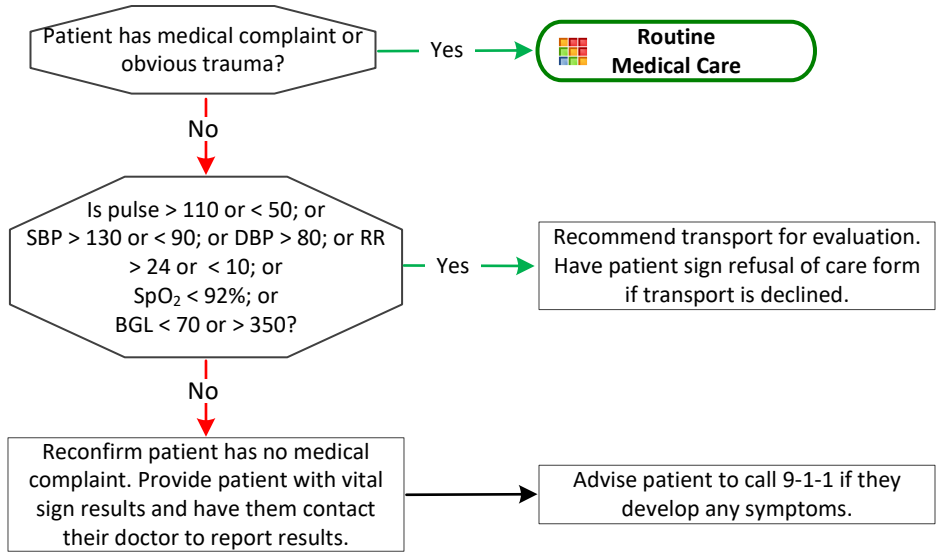 Patient has medical complaint or
obvious trauma?
Yes
Routine
Medical Care
No
Is pulse > 110 or < 50; or
SBP > 130 or < 90; or DBP > 80; or RR
> 24 or < 10; or
SpO₂ < 92%; or
BGL < 70 or > 350?
Yes
Recommend transport for evaluation.
Have patient sign refusal of care form
if transport is declined.
No
Reconfirm patient has no medical
complaint. Provide patient with vital
sign results and have them contact
their doctor to report results.
Advise patient to call 9-1-1 if they
develop any symptoms.